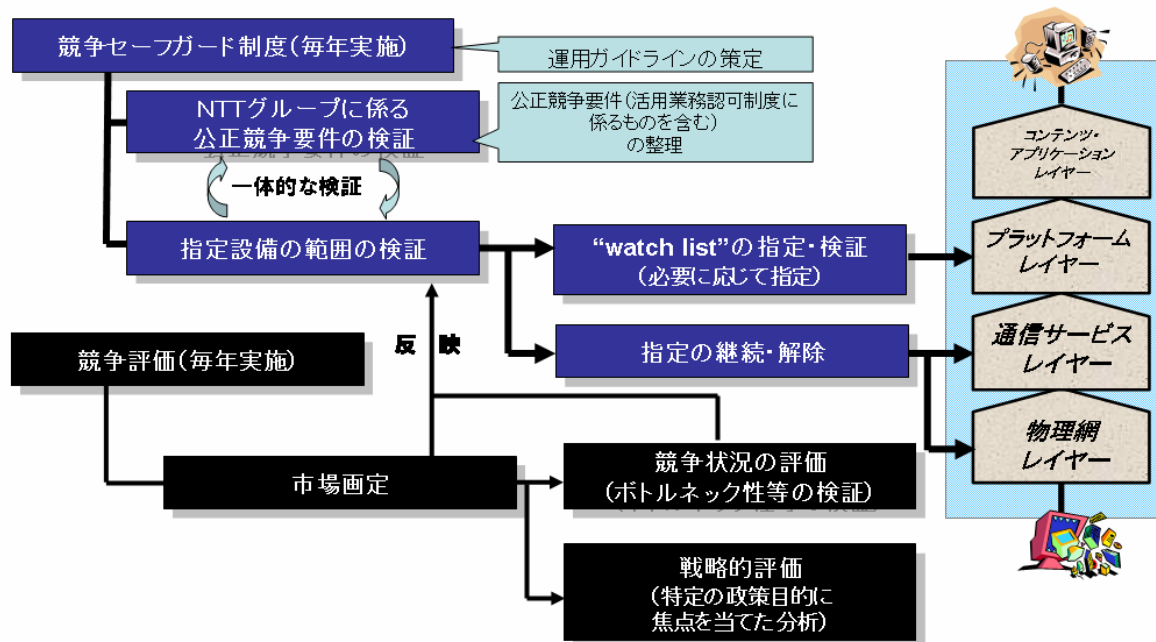 競争セーフガード制度(毎年実施)
運用ガイドラインの策定
NTTグループに係る
公正競争要件の検証
公正競争要件(活用業務認可制度に
係るものを含む)
の整理
一体的な検証
指定設備の範囲の検証
“watch list”の指定・検証
(必要に応じて指定)
指定の継続・解除
反映
競争評価(毎年実施)
市場画定
競争状況の評価
(ボトルネック性等の検証)
戦略的評価
(特定の政策目的に
焦点を当てた分析)
コンテンツ・
アプリケーション
レイヤー
プラットフォーム
レイヤー
通信サービス
レイヤー
物理網
レイヤー